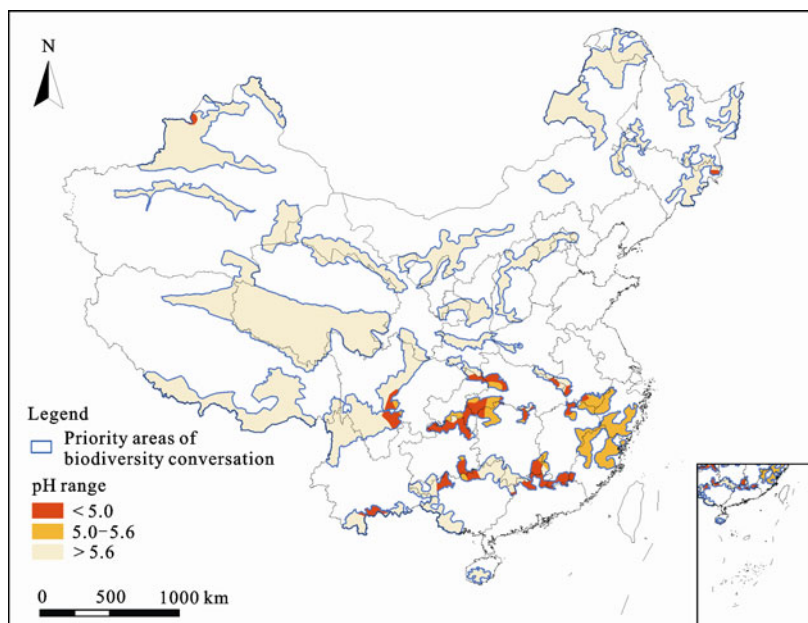 N
Legend
Priority areas of
biodiversity conversation
pH range
< 5.0
5.0-5.6
> 5.6
0 500 1000 km